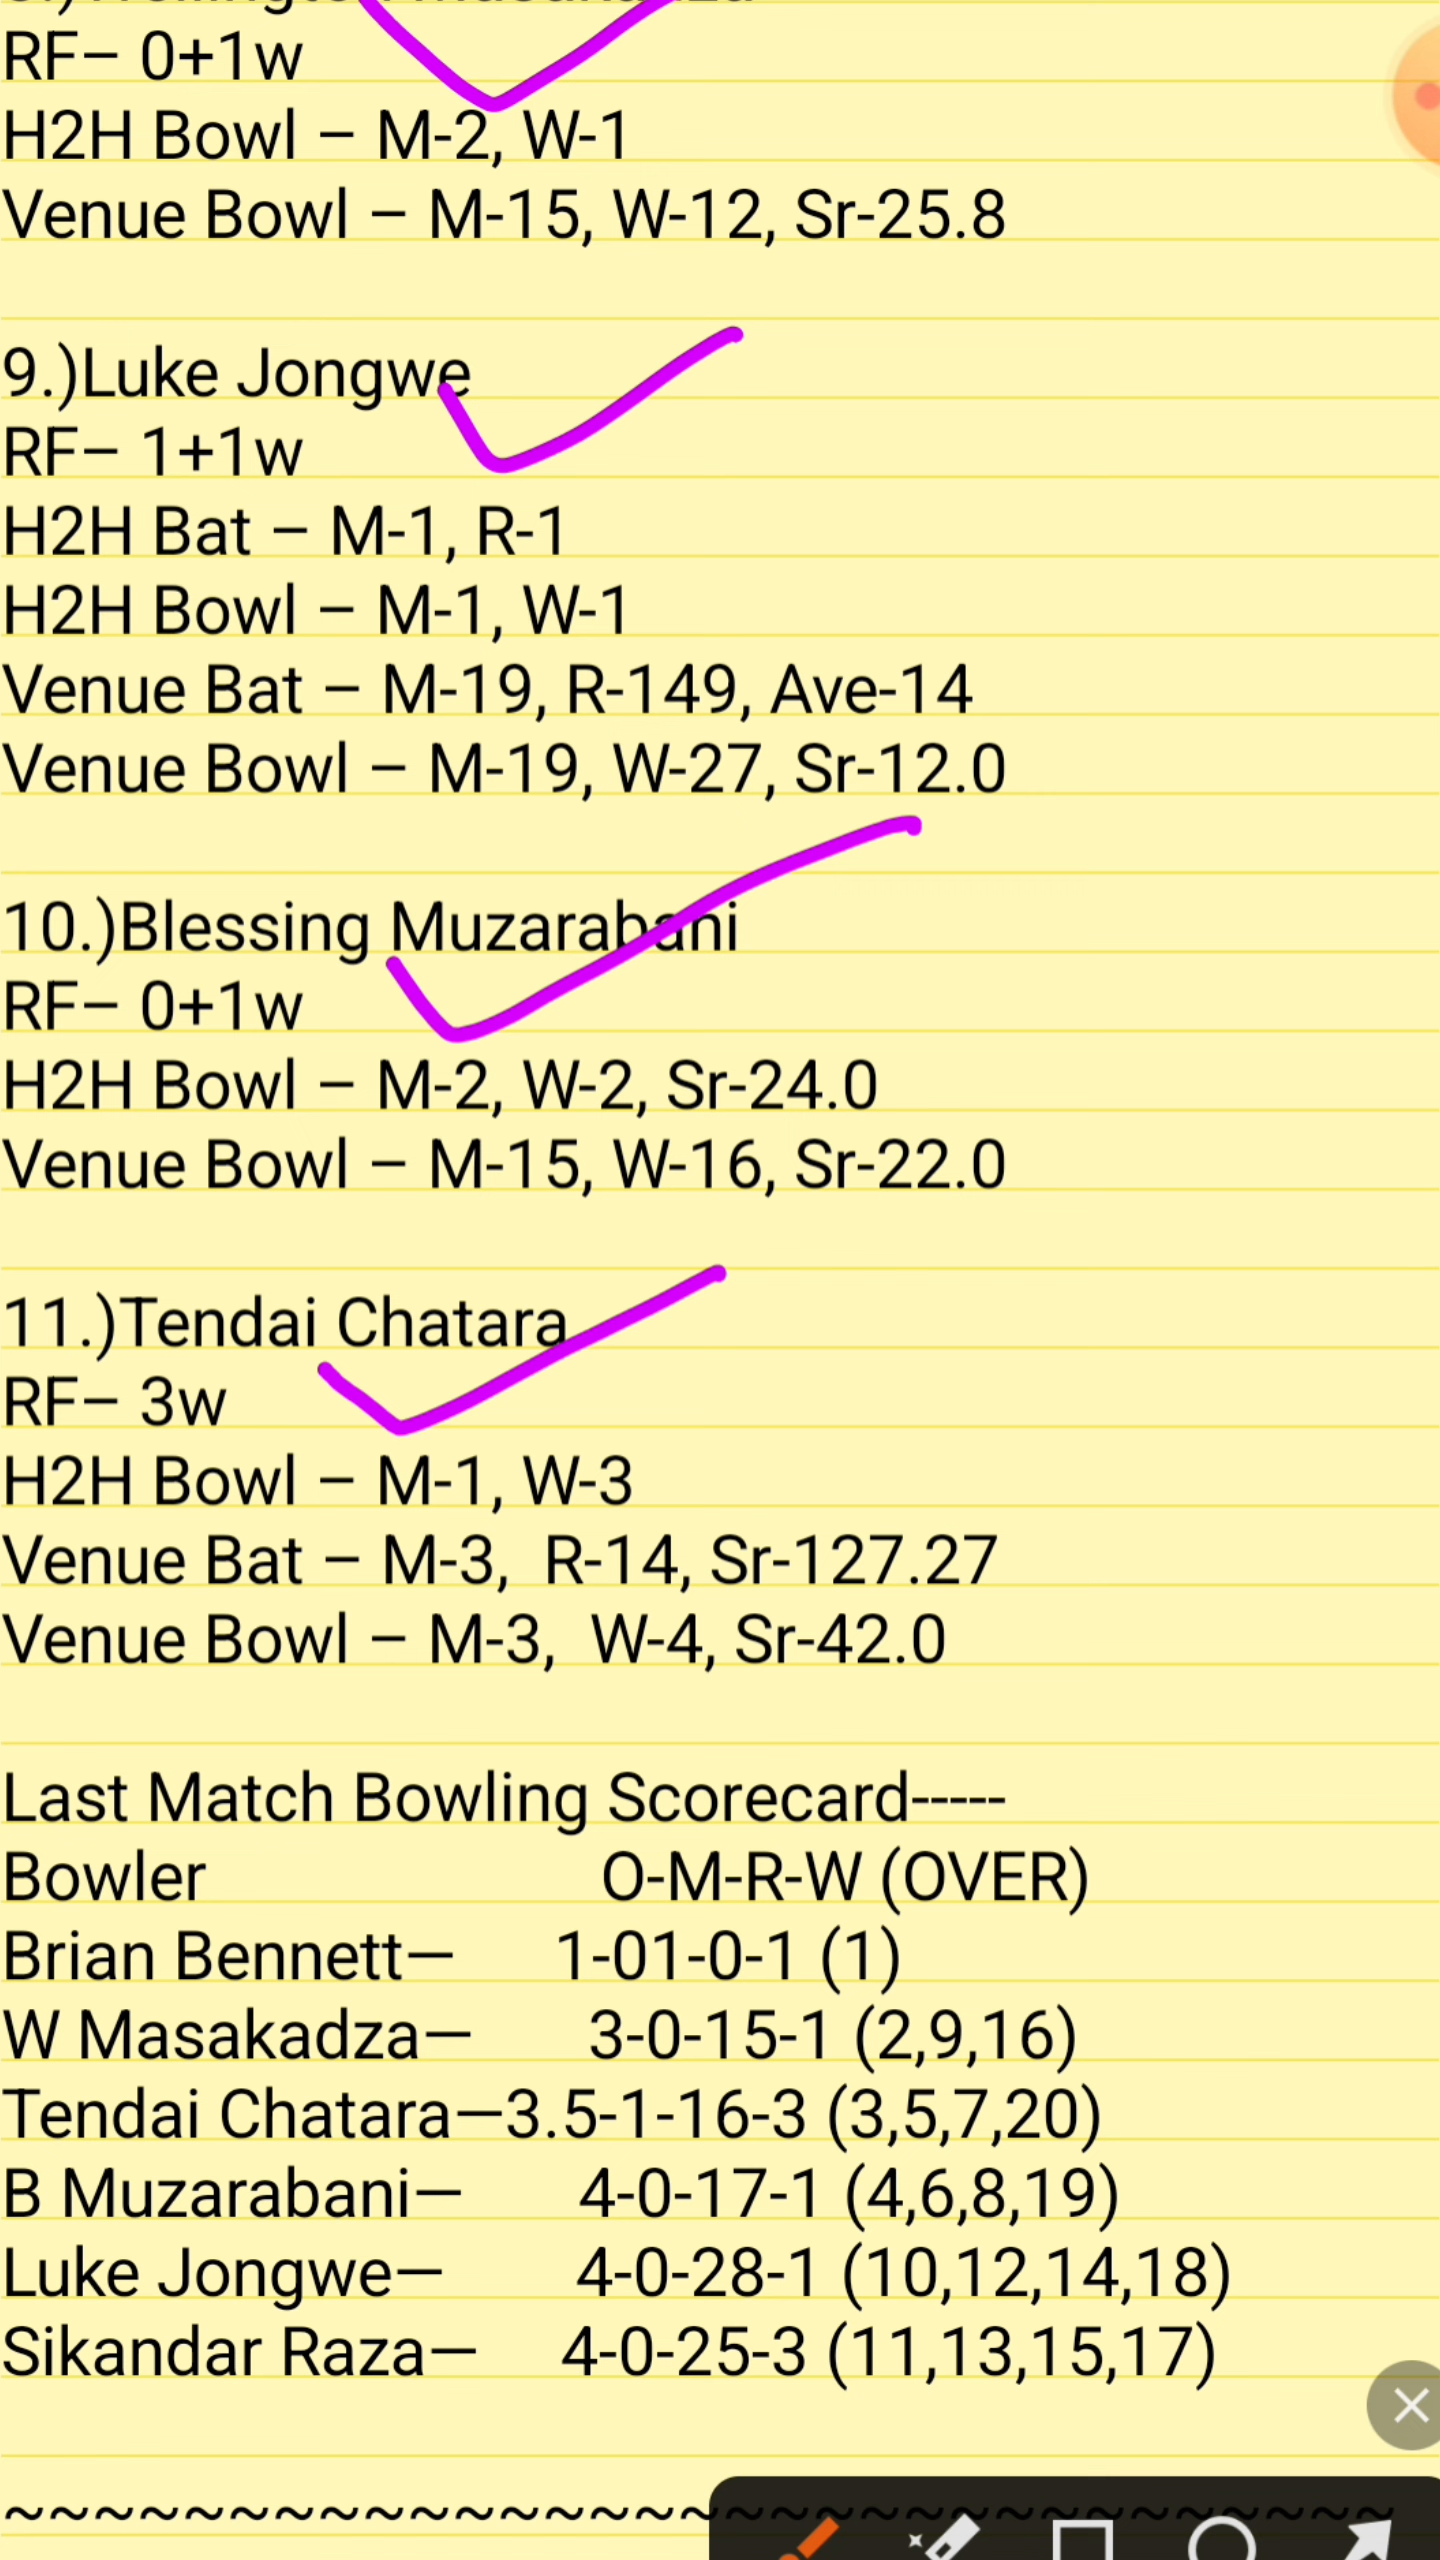 RF– 0+1w
H2H Bowl – M-2, W-1
Venue Bowl – M-15, W-12, Sr-25.8
9.)Luke Jongwe
RF– 1+1w
H2H Bat – M-1, R-1
H2H Bowl – M-1, W-1
Venue Bat – M-19, R-149, Ave-14
Venue Bowl – M-19, W-27, Sr-12.0
10.)Blessing Muzarabani
RF– 0+1w
H2H Bowl – M-2, W-2, Sr-24.0
Venue Bowl – M-15, W-16, Sr-22.0
11.)Tendai Chatara
RF– 3w
H2H Bowl – M-1, W-3
Venue Bat – M-3,  R-14, Sr-127.27
Venue Bowl – M-3,  W-4, Sr-42.0
Last Match Bowling Scorecard-----
Bowler O-M-R-W (OVER)
Brian Bennett— 1-01-0-1 (1)
W Masakadza— 3-0-15-1 (2,9,16)
Tendai Chatara—3.5-1-16-3 (3,5,7,20)
B Muzarabani— 4-0-17-1 (4,6,8,19)
Luke Jongwe— 4-0-28-1 (10,12,14,18)
Sikandar Raza— 4-0-25-3 (11,13,15,17)
~~~~~~~~~~~~~~~~~~~~~~~~~~~~~~~